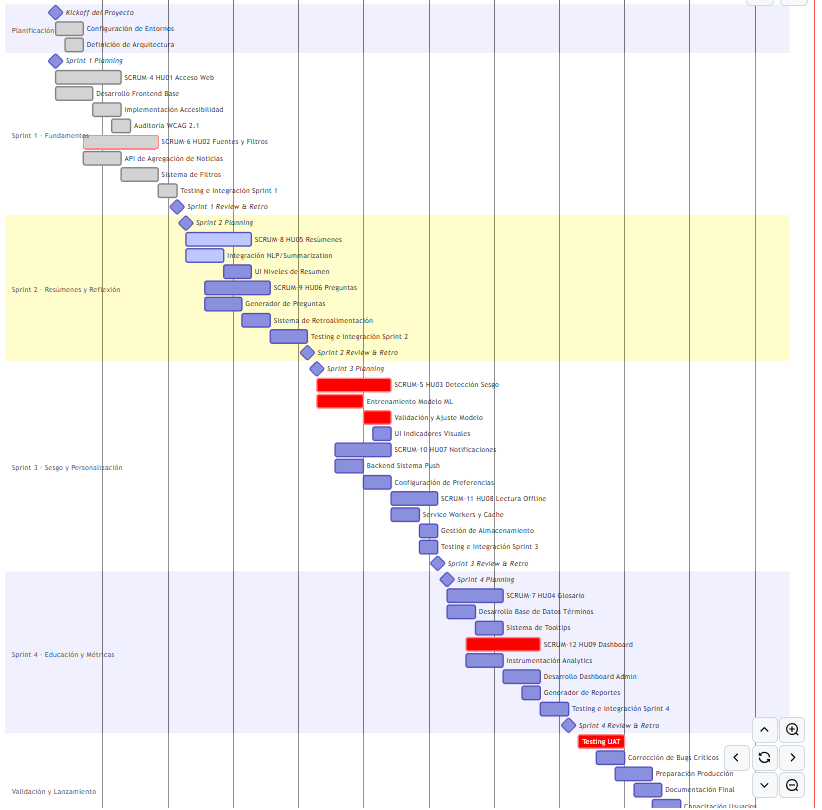 Kickoff del Proyecto
Planificación
Configuración de Entornos
Definición de Arquitectura
Sprint 1 Planning
SCRUM-4 HU01 Acceso Web
Desarrollo Frontend Base
Implementación Accesibilidad
Auditoría WCAG 2.1
Sprint 1 - Fundamentos
SCRUM-6 HU02 Fuentes y Filtros
API de Agregación de Noticias
Sistema de Filtros
Testing e Integración Sprint 1
Sprint 1 Review & Retro
Sprint 2 Planning
SCRUM-8 HU05 Resúmenes
Integración NLP/Summarization
UI Niveles de Resumen
Sprint 2 - Resúmenes y Reflexión
SCRUM-9 HU06 Preguntas
Generador de Preguntas
Sistema de Retroalimentación
Testing e Integración Sprint 2
Sprint 2 Review & Retro
Sprint 3 Planning
SCRUM-5 HU03 Detección Sesgo
Entrenamiento Modelo ML
Validación y Ajuste Modelo
UI Indicadores Visuales
SCRUM-10 HU07 Notificaciones
Sprint 3 - Sesgo y Personalización
Backend Sistema Push
Configuración de Preferencias
SCRUM-11 HU08 Lectura Offline
Service Workers y Cache
Gestión de Almacenamiento
Testing e Integración Sprint 3
Sprint 3 Review & Retro
Sprint 4 Planning
SCRUM-7 HU04 Glosario
Desarrollo Base de Datos Términos
Sistema de Tooltips
SCRUM-12 HU09 Dashboard
Sprint 4 - Educación y Métricas
Instrumentación Analytics
Desarrollo Dashboard Admin
Generador de Reportes
Testing e Integración Sprint 4
Sprint 4 Review & Retro
Testing UAT
Corrección de Bugs Críticos
Preparación Producción
Validación y Lanzamiento
Documentación Final
Capacitación Usuarios